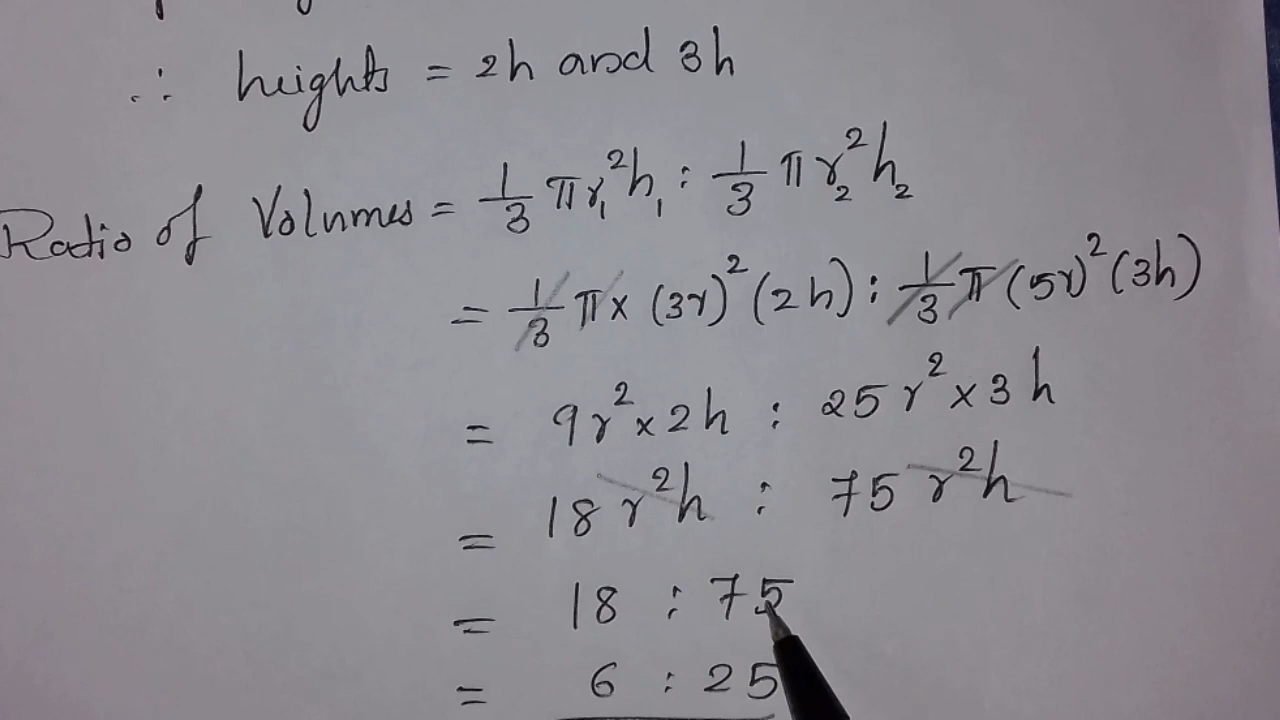 ∴ heights = 2h and 3h
Ratio of Volumes = 1/3 πr₁²h₁ : 1/3 πr₂²h₂
= 1/3 π × (3r)² (2h) : 1/3 π (5r)² (3h)
= 9r² × 2h : 25r² × 3h
= 18r²h : 75r²h
= 18 : 75
= 6 : 25